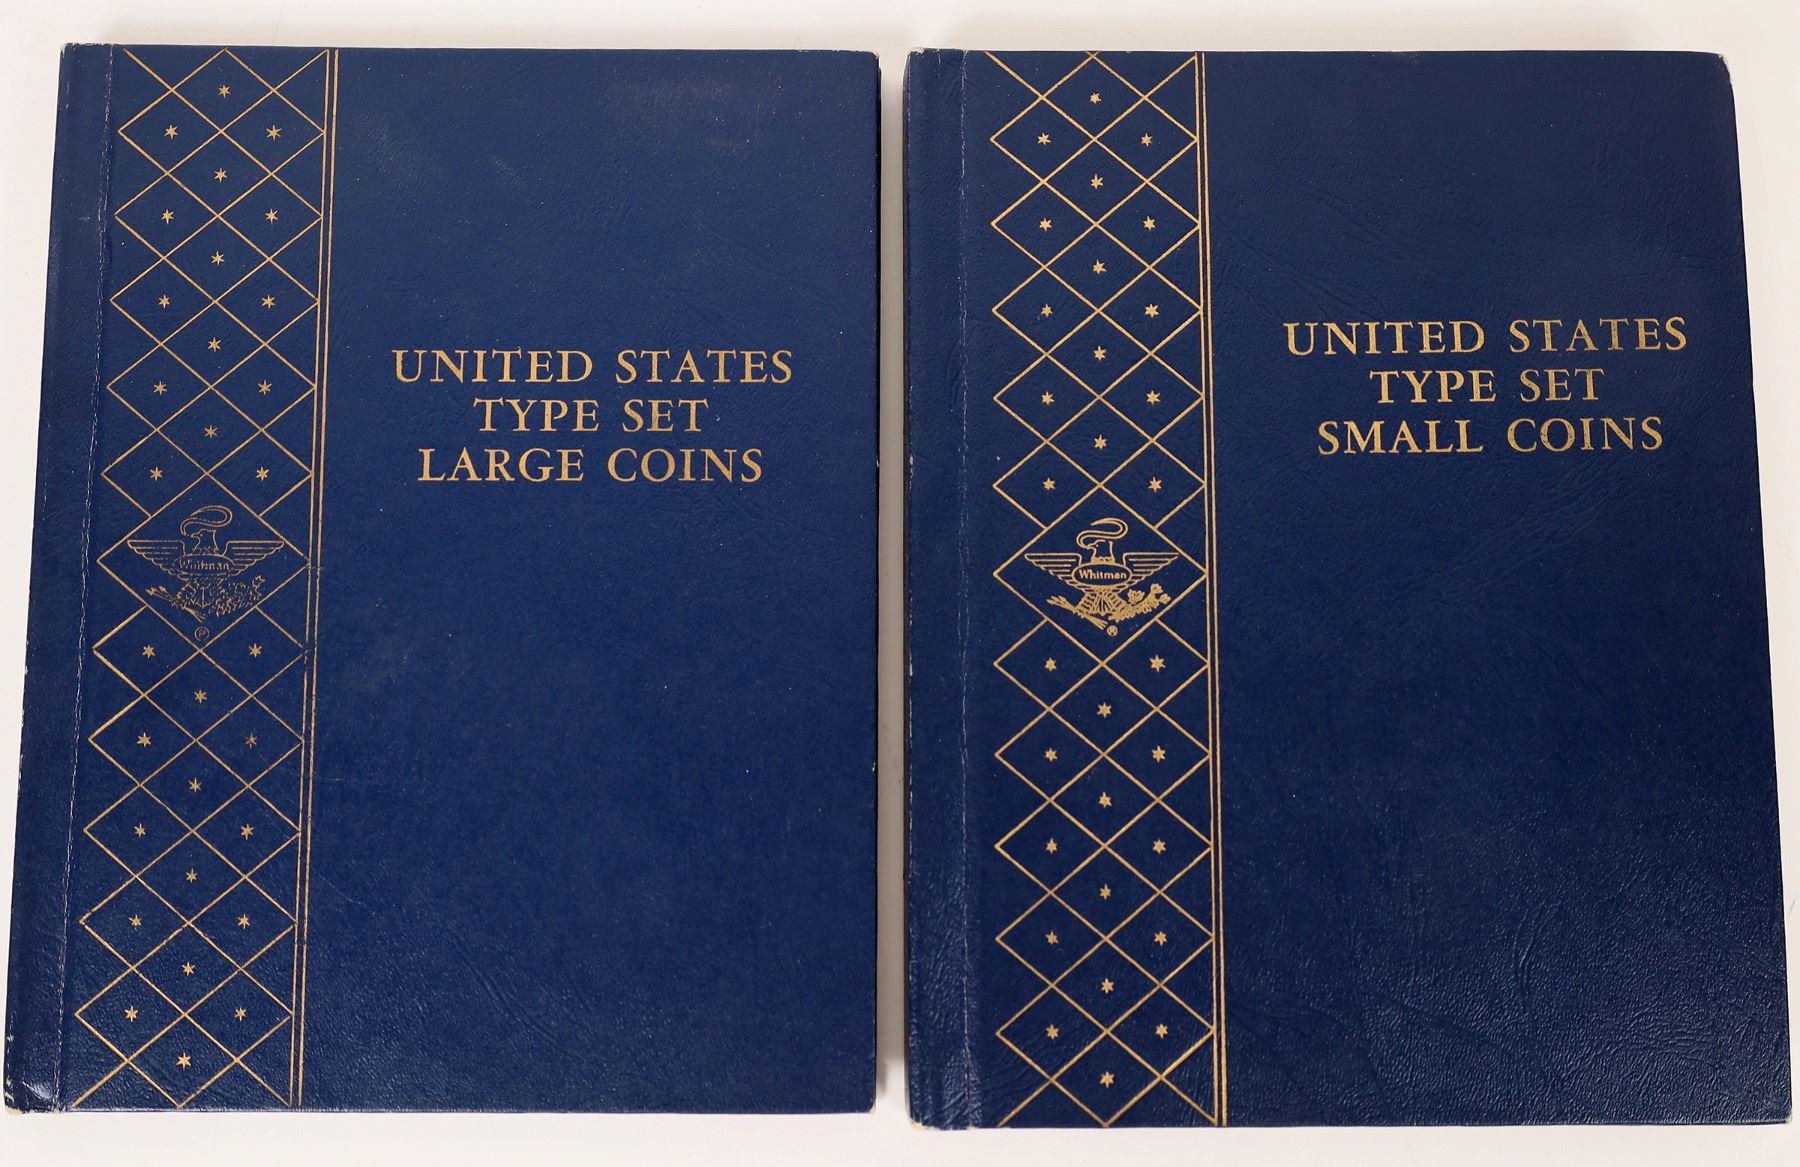 UNITED STATES
TYPE SET
LARGE COINS
Whitman
UNITED STATES
TYPE SET
SMALL COINS
Whitman
®